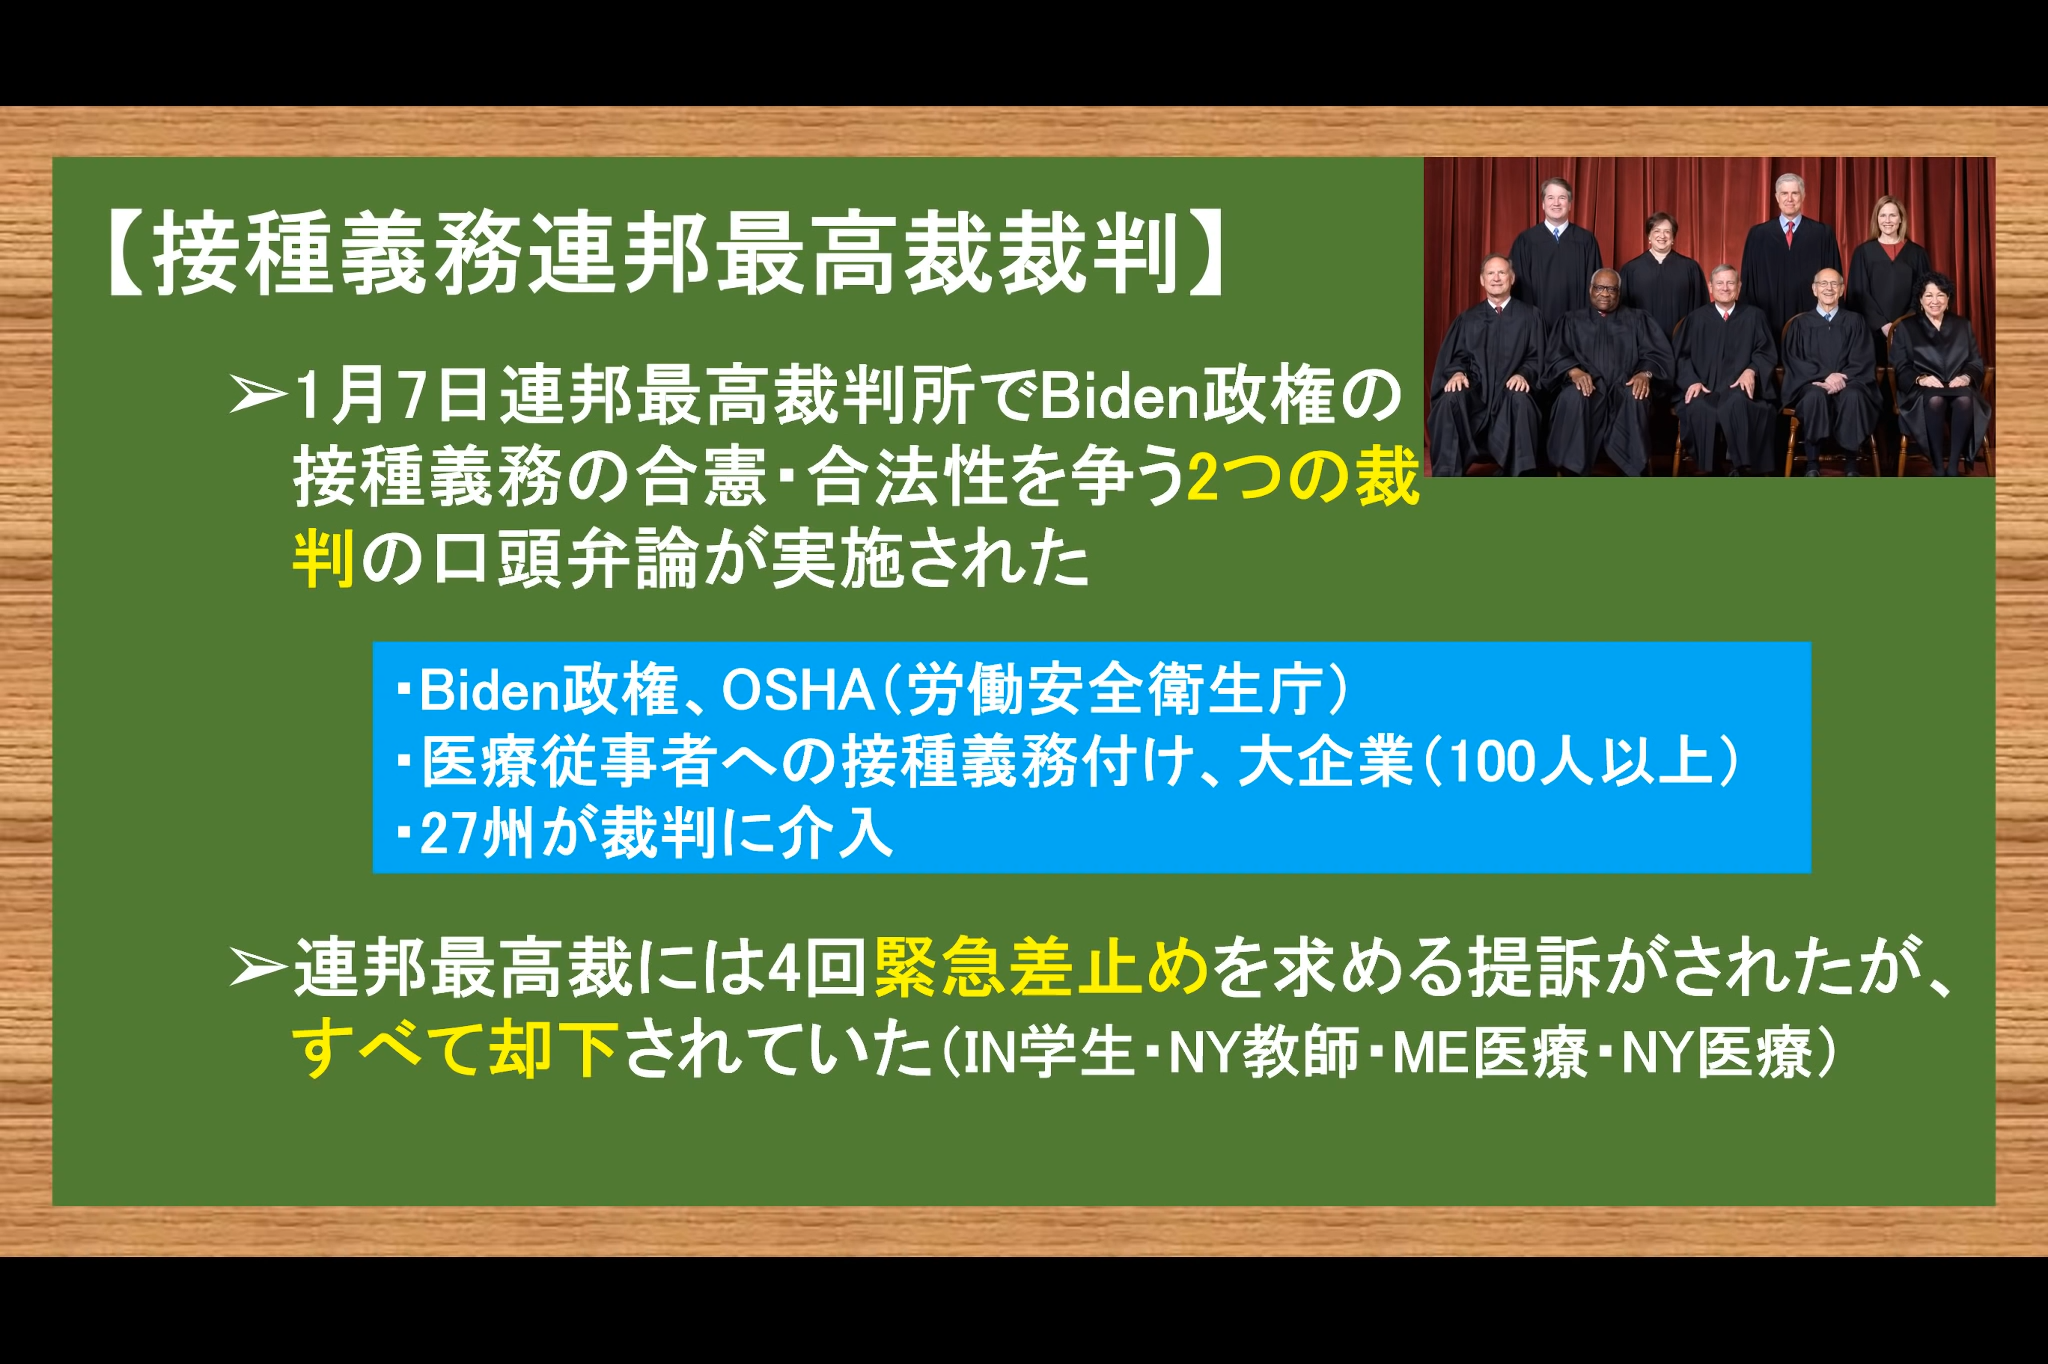 【接種義務連邦最高裁裁判】
➢1月7日連邦最高裁判所でBiden政権の
接種義務の合憲・合法性を争う2つの裁
判の口頭弁論が実施された
・Biden政権、OSHA（労働安全衛生庁）
・医療従事者への接種義務付け、大企業（100人以上）
・27州が裁判に介入
➢連邦最高裁には4回緊急差止めを求める提訴がされたが、
すべて却下されていた（IN学生・NY教師・ME医療・NY医療）